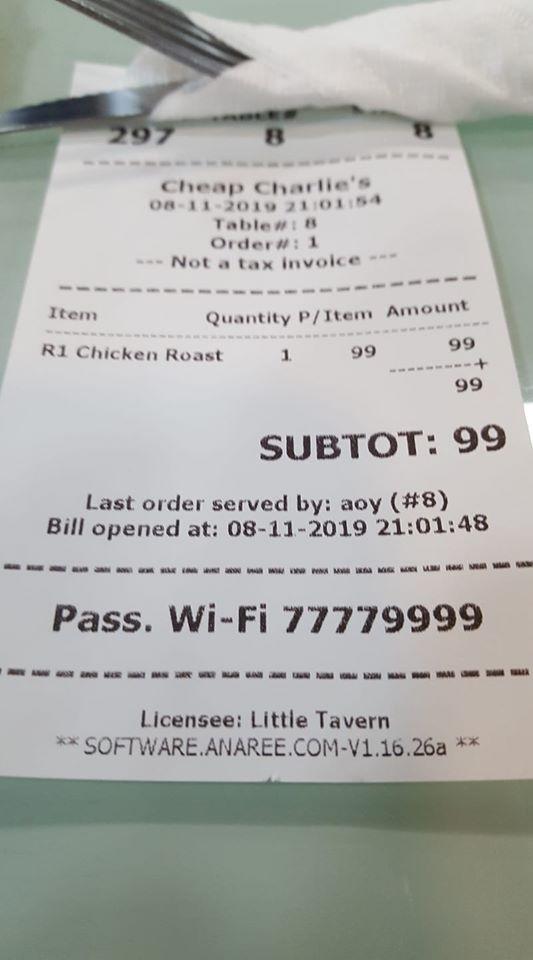 297 8 8
Cheap Charlie's
08-11-2019 21:01:54
Table#: 8
Order#: 1
--- Not a tax invoice ---
Item Quantity P/Item Amount
R1 Chicken Roast 1 99 99
---------+
99
SUBTOT: 99
Last order served by: aoy (#8)
Bill opened at: 08-11-2019 21:01:48
Pass. Wi-Fi 77779999
Licensee: Little Tavern
** SOFTWARE.ANAREE.COM-V1.16.26a **